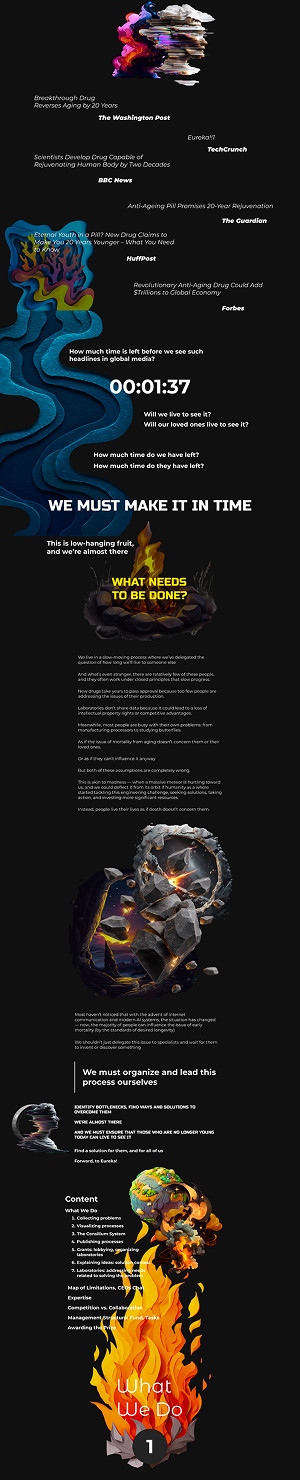 Breakthrough Drug
Reverses Aging by 20 Years
The Washington Post
Eureka!!1
TechCrunch
Scientists Develop Drug Capable of
Rejuvenating Human Body by Two Decades
BBC News
Anti-Ageing Pill Promises 20-Year Rejuvenation
The Guardian
Eternal Youth in a Pill? New Drug Claims to
Make You 20 Years Younger – What You Need
to Know
HuffPost
Revolutionary Anti-Aging Drug Could Add
$Trillions to Global Economy
Forbes
How much time is left before we see such
headlines in global media?
00:01:37
Will we live to see it?
Will our loved ones live to see it?
How much time do we have left?
How much time do they have left?
WE MUST MAKE IT IN TIME
This is low-hanging fruit,
and we're almost there
WHAT NEEDS
TO BE DONE?
We live in a slow-moving process where we've delegated the
question of how long we'll live to someone else
And what's even stranger, there are relatively few of these people,
and they often work under closed principles that slow progress.
New drugs take years to pass approval because too few people are
addressing the issues of their production.
Laboratories don't share data because it could lead to a loss of
intellectual property rights or competitive advantages.
Meanwhile, most people are busy with their own problems: from
manufacturing processes to studying butterflies.
As if the issue of mortality from aging doesn't concern them or their
loved ones.
Or as if they can't influence it anyway
But both of these assumptions are completely wrong.
This is akin to madness — when a massive meteor is hurtling toward
us, and we could deflect it from its orbit if humanity as a whole
started tackling this engineering challenge, seeking solutions, taking
action, and investing more significant resources.
Instead, people live their lives as if death doesn't concern them.
Most haven't noticed that with the advent of internet
communication and modern AI systems, the situation has changed
— now, the majority of people can influence the issue of early
mortality (by the standards of desired longevity)
We shouldn't just delegate this issue to specialists and wait for them
to invent or discover something
We must organize and lead this
process ourselves
IDENTIFY BOTTLENECKS, FIND WAYS AND SOLUTIONS TO
OVERCOME THEM
WE'RE ALMOST THERE
AND WE MUST ENSURE THAT THOSE WHO ARE NO LONGER YOUNG
TODAY CAN LIVE TO SEE IT
Find a solution for them, and for all of us
Forward, to Eureka!
Content
What We Do
1. Collecting problems
2. Visualizing processes
3. The Corallium System
4. Publishing processes
5. Grants: lobbying, organizing
laboratories
6. Explaining ideas: solution
7. Laboratories: addressing
related to solving the problem
Map of Limitations, CEOs Chat
Expertise
Competition vs. Collaboration
Management Structure: Fund, Tasks
Awarding the Prize
What
We Do
1